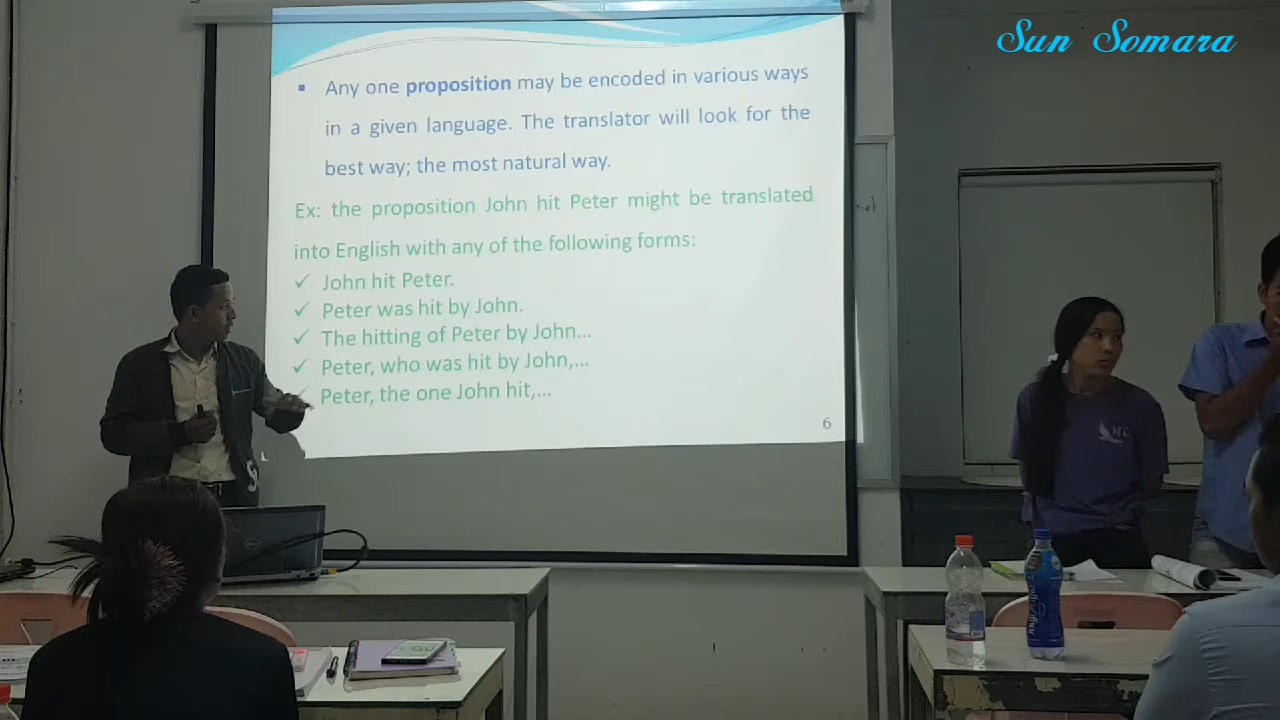 Sun Somara
Any one proposition may be encoded in various ways
in a given language. The translator will look for the
best way; the most natural way.
Ex: the proposition John hit Peter might be translated
into English with any of the following forms:
✓ John hit Peter.
✓ Peter was hit by John.
✓ The hitting of Peter by John...
✓ Peter, who was hit by John,...
✓ Peter, the one John hit,...
6